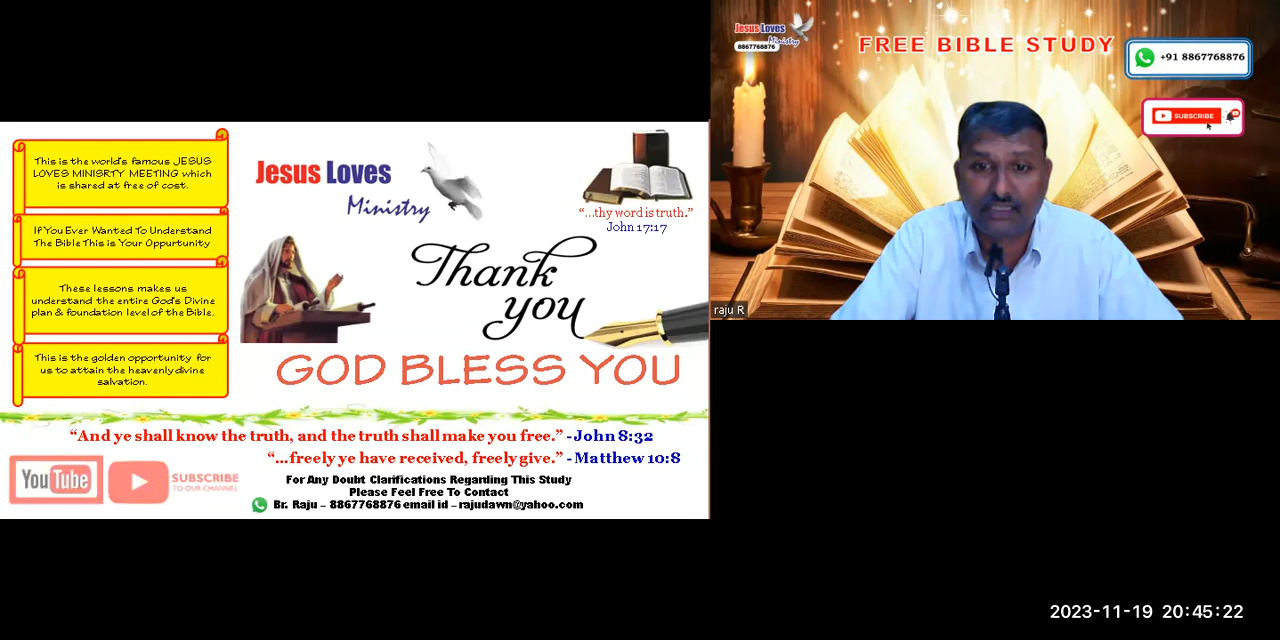 This is the world's famous JESUS
LOVES MINISRTY MEETING which
is shared at free of cost.
If You Ever Wanted To Understand
The Bible This is Your Oppurtunity
These lessons makes us
understand the entire God's Divine
plan & foundation level of the Bible.
This is the golden opportunity for
us to attain the heavenly divine
salvation.
Jesus Loves
Ministry
"...thy word is truth."
John 17:17
Thank
you
GOD BLESS YOU
"And ye shall know the truth, and the truth shall make you free." - John 8:32
"...freely ye have received, freely give." - Matthew 10:8
YouTube
SUBSCRIBE
TO OUR CHANNEL
For Any Doubt Clarifications Regarding This Study
Please Feel Free To Contact
Br. Raju – 8867768876 email id – rajudawn@yahoo.com
Jesus Loves
Ministry
8867768876
FREE BIBLE STUDY
+91 8867768876
SUBSCRIBE
raju R
2023-11-19 20:45:22